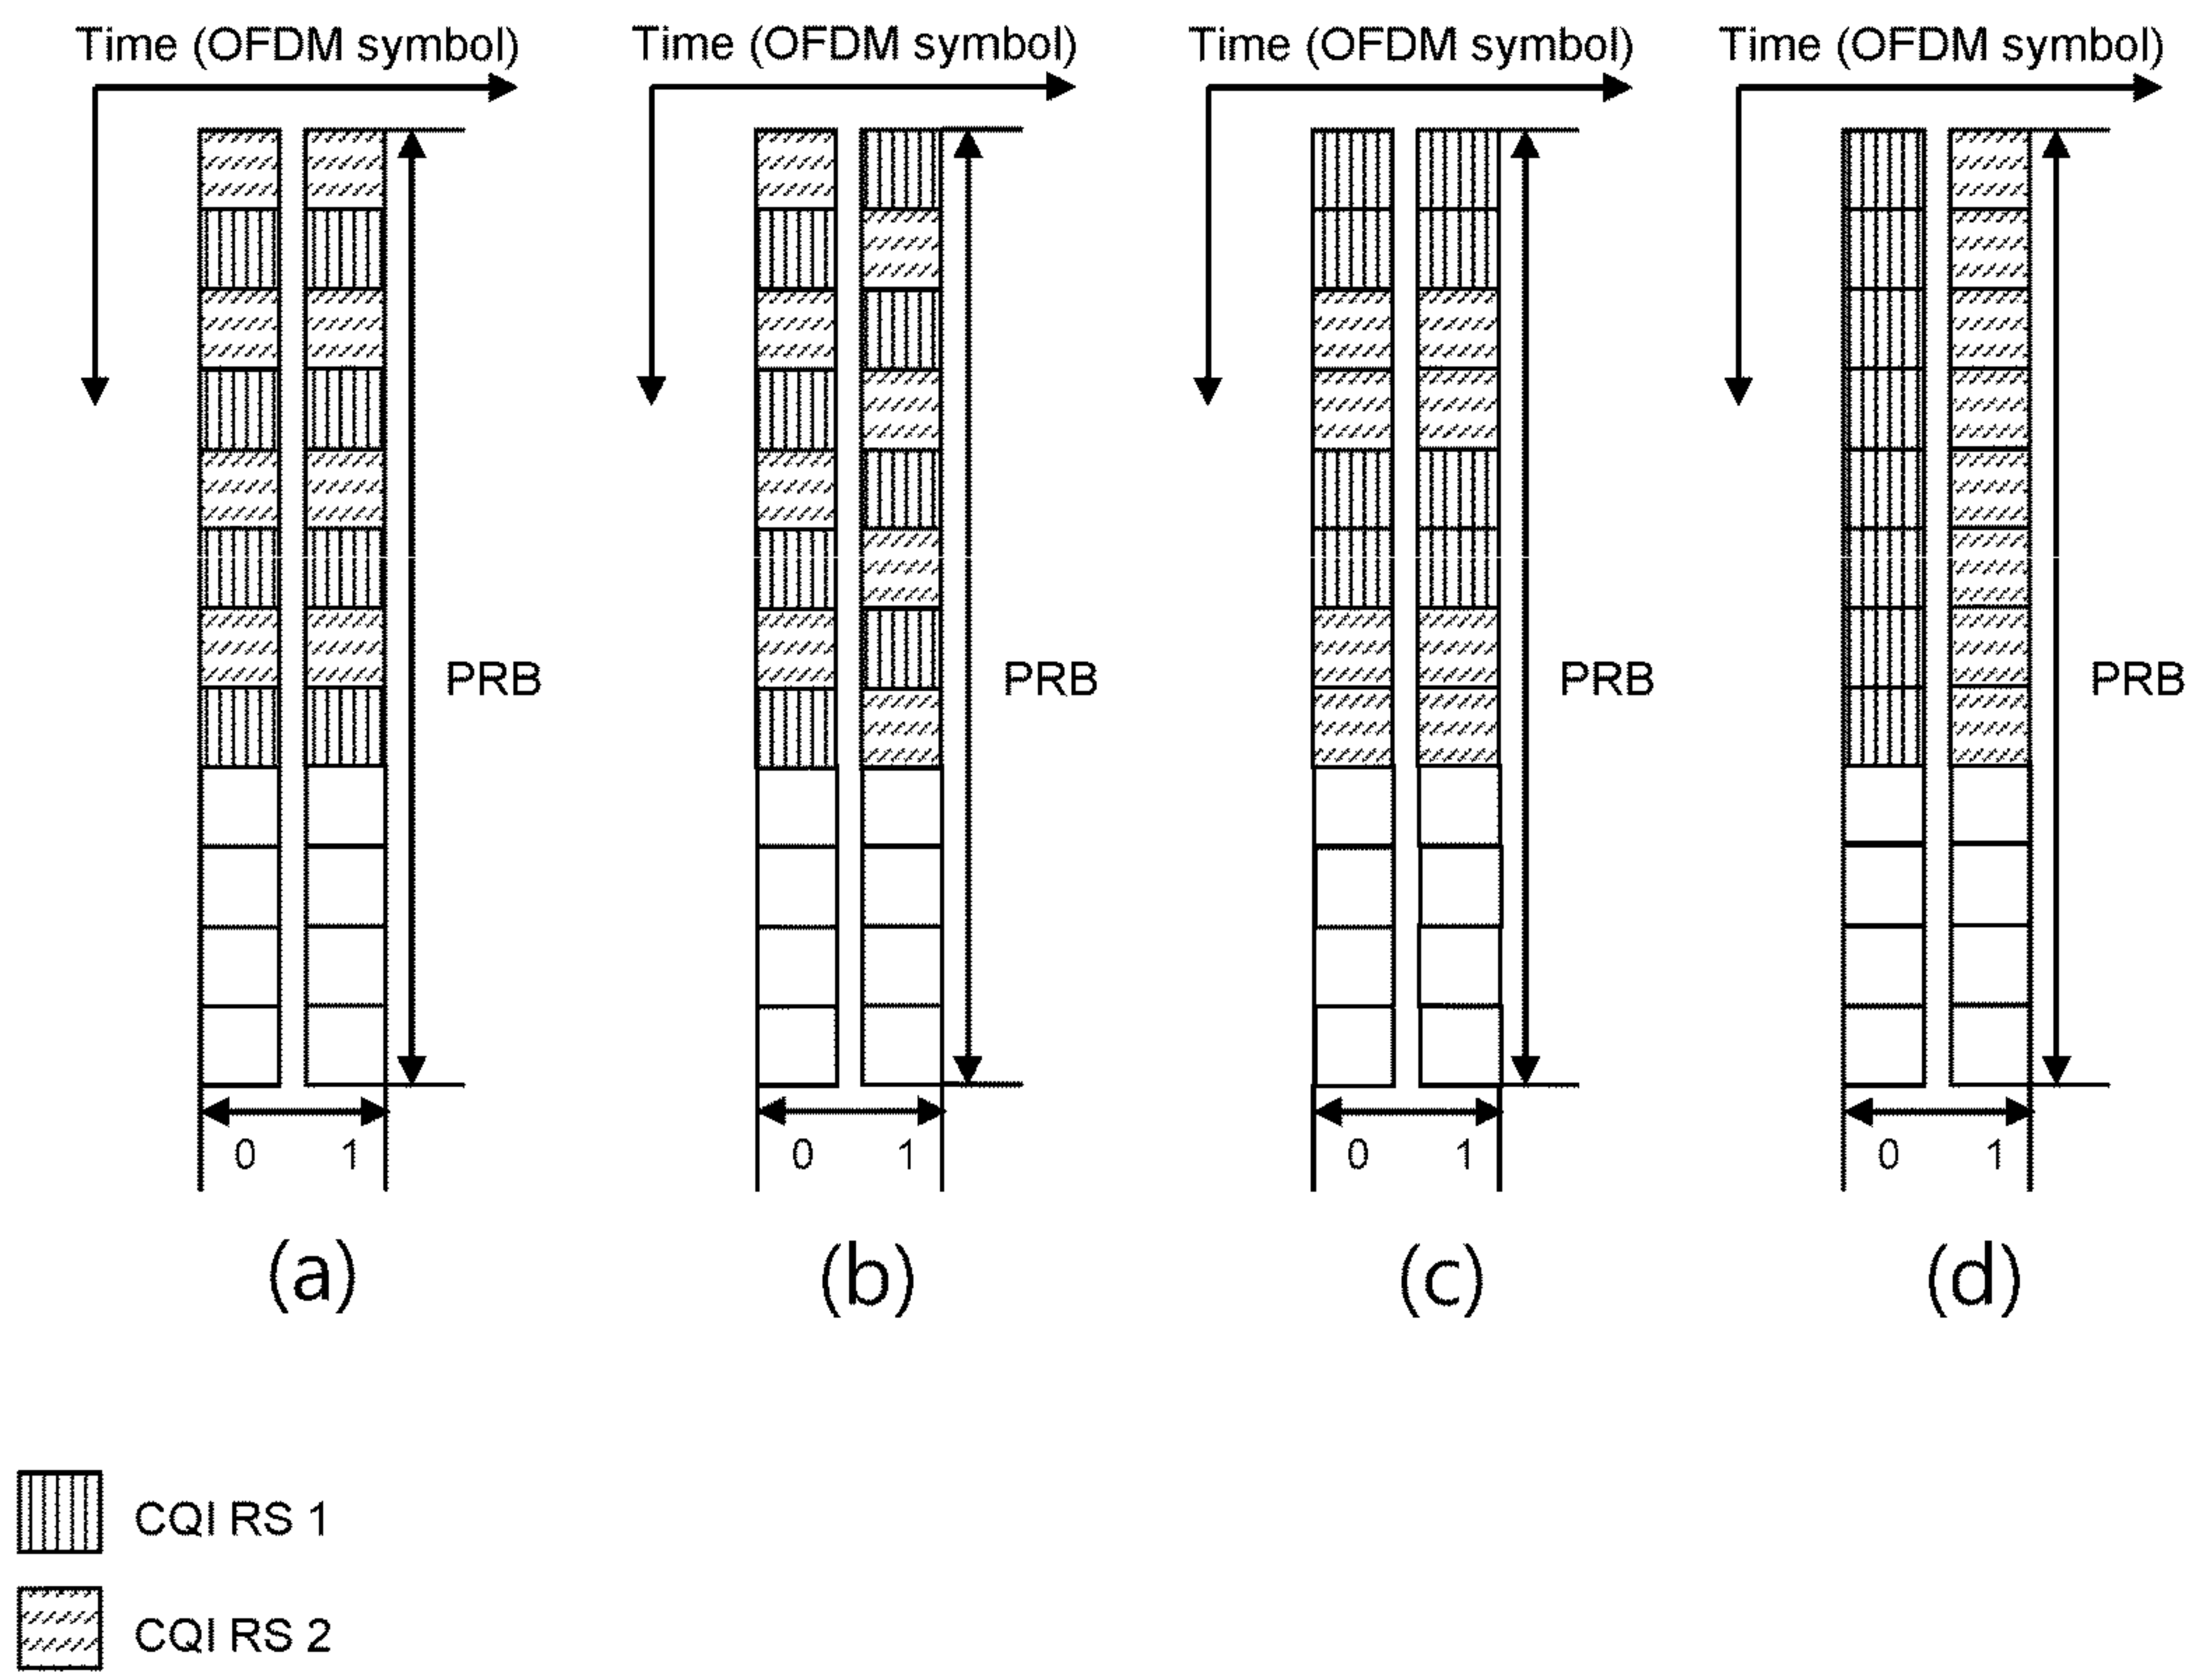 Time (OFDM symbol) Time (OFDM symbol) Time (OFDM symbol) Time (OFDM symbol)
PRB PRB PRB PRB
0 1 0 1 0 1 0 1
(a) (b) (c) (d)
CQI RS 1
CQI RS 2